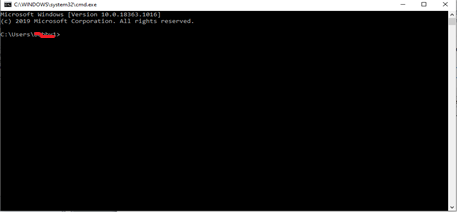 C:\WINDOWS\system32\cmd.exe
Microsoft Windows [Version 10.0.18363.1016]
(c) 2019 Microsoft Corporation. All rights reserved.
C:\Users\